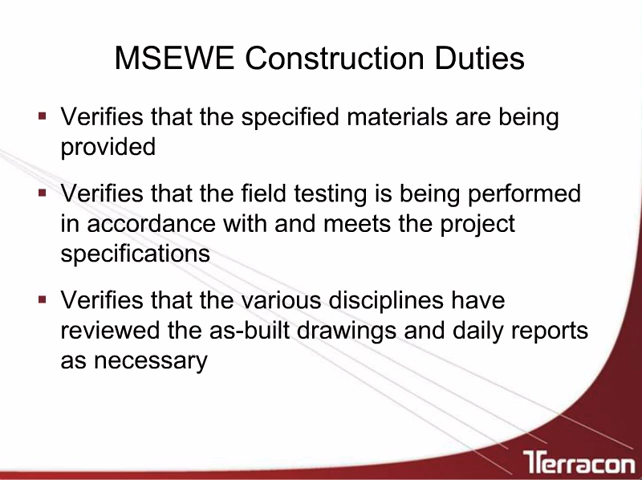 MSEWE Construction Duties
Verifies that the specified materials are being
provided
Verifies that the field testing is being performed
in accordance with and meets the project
specifications
Verifies that the various disciplines have
reviewed the as-built drawings and daily reports
as necessary
Terracon